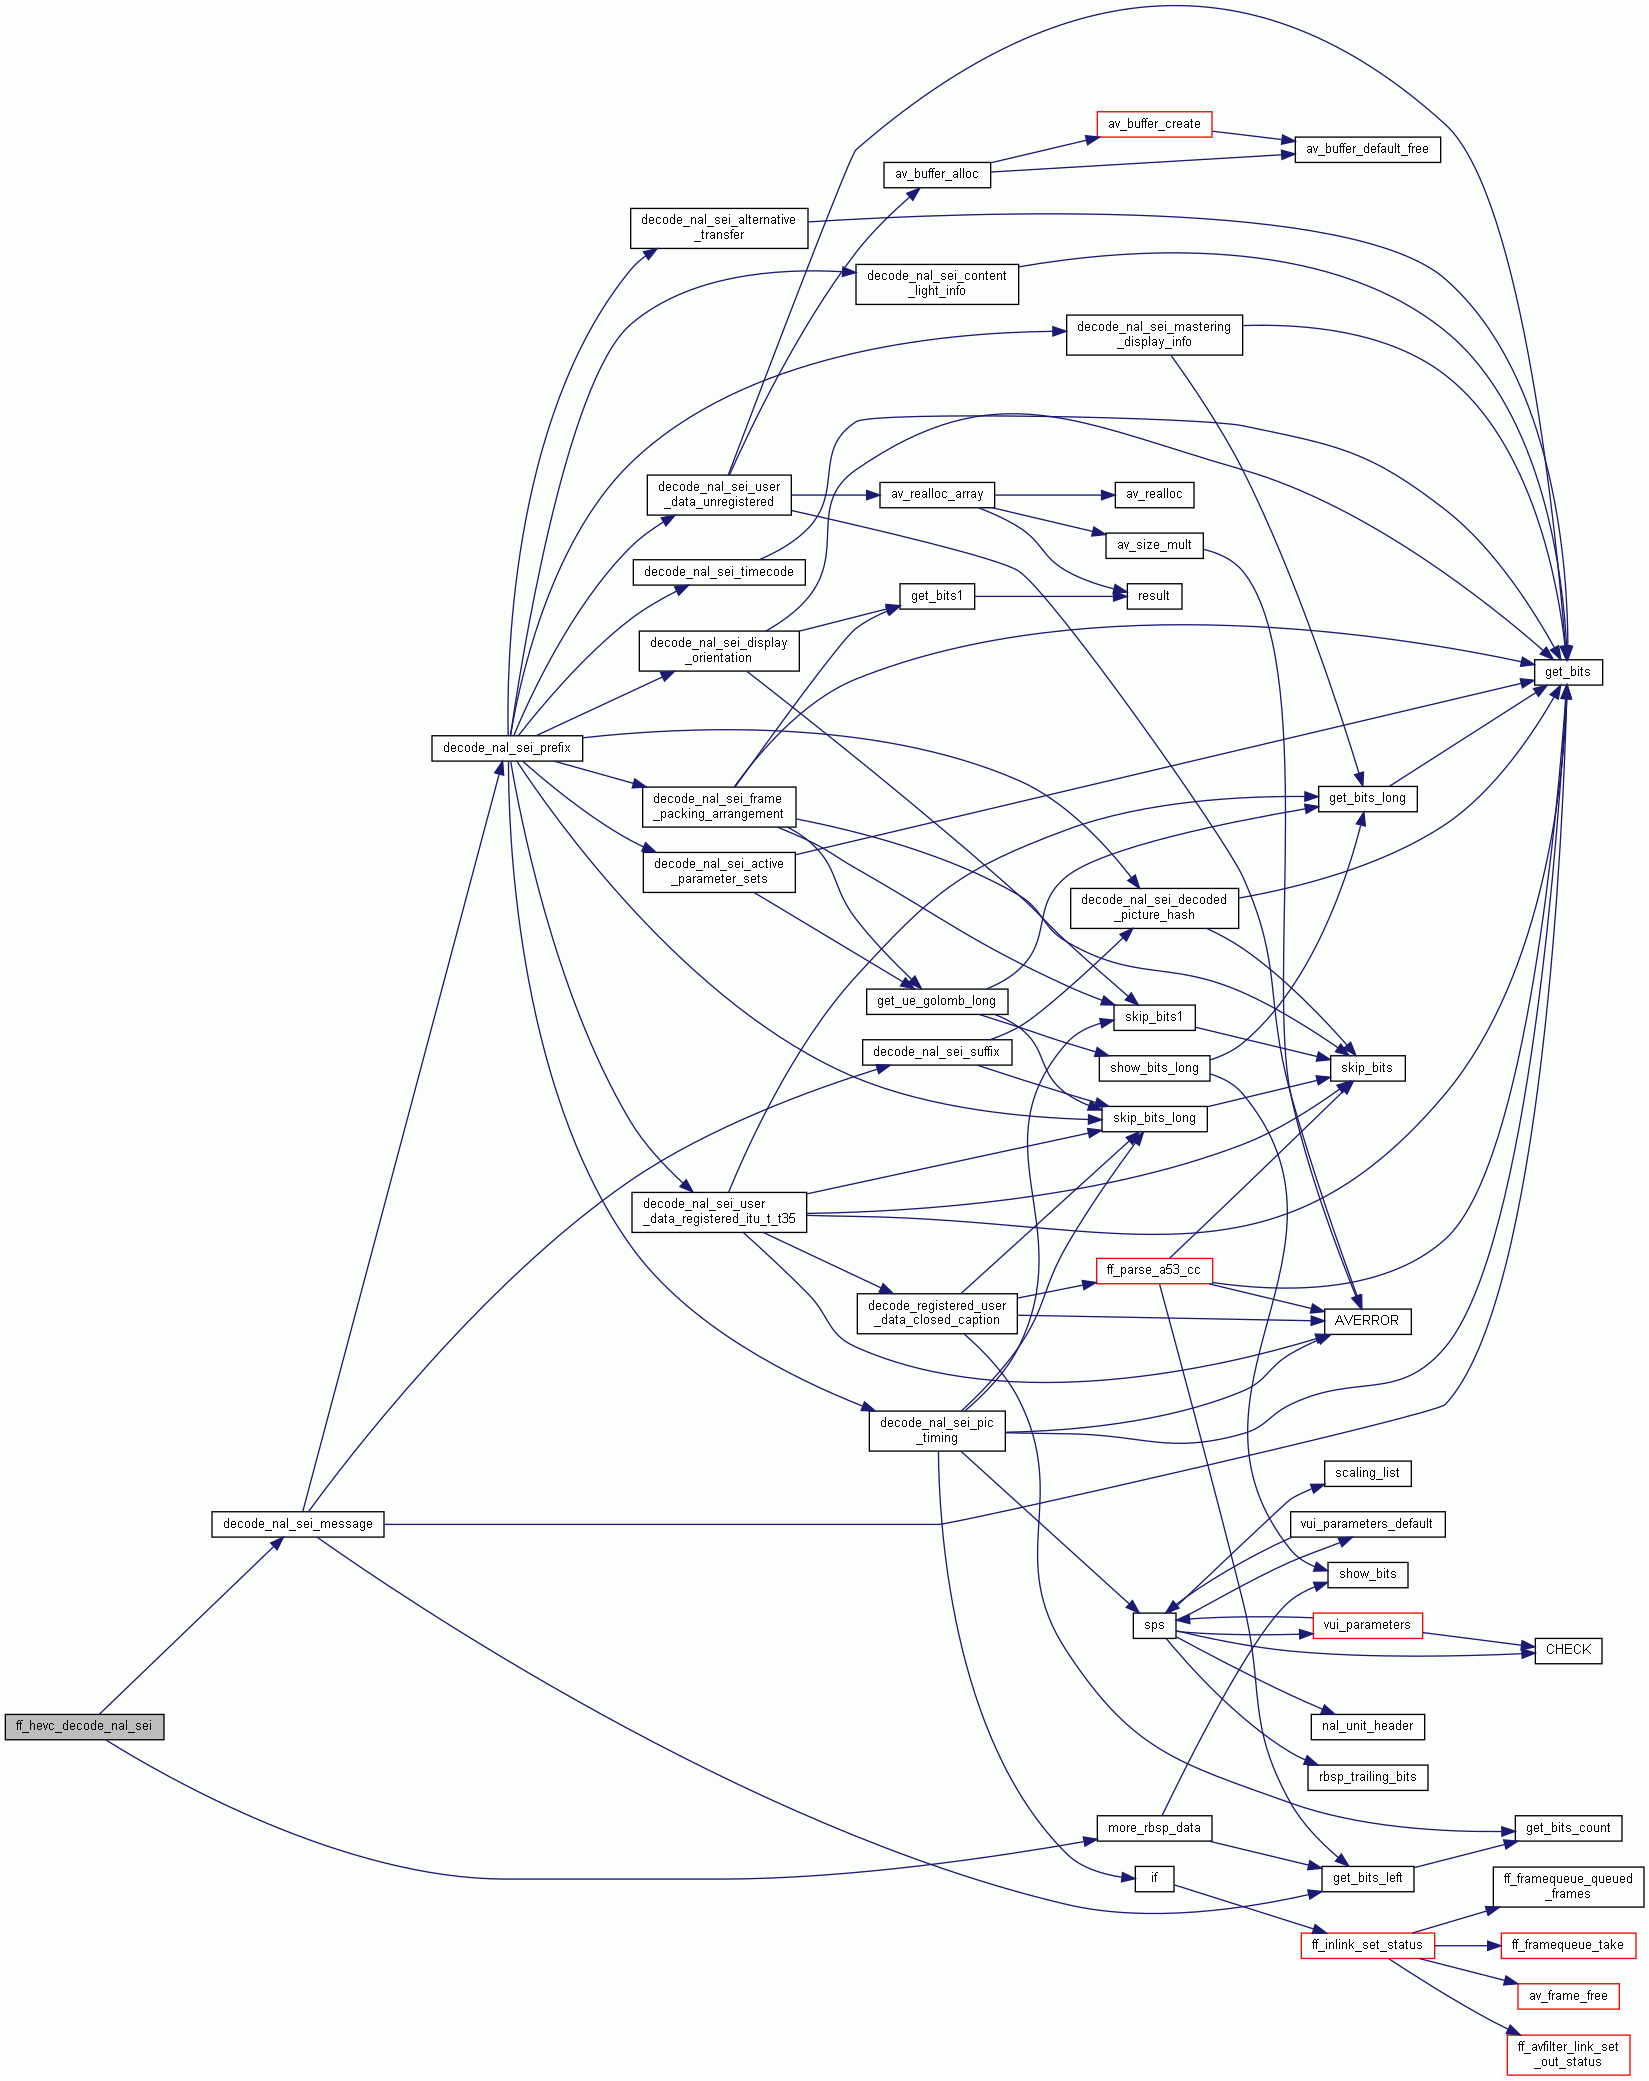 av_buffer_create
av_buffer_default_free
av_buffer_alloc
decode_nal_sei_alternative
_transfer
decode_nal_sei_content
_light_info
decode_nal_sei_mastering
_display_info
decode_nal_sei_user
_data_unregistered
av_realloc_array
av_realloc
av_size_mult
decode_nal_sei_timecode
get_bits1
result
decode_nal_sei_display
_orientation
get_bits
decode_nal_sei_prefix
decode_nal_sei_frame
_packing_arrangement
get_bits_long
decode_nal_sei_active
_parameter_sets
decode_nal_sei_decoded
_picture_hash
get_ue_golomb_long
skip_bits1
decode_nal_sei_suffix
show_bits_long
skip_bits
skip_bits_long
decode_nal_sei_user
_data_registered_itu_t_t35
ff_parse_a53_cc
decode_registered_user
_data_closed_caption
AVERROR
decode_nal_sei_pic
_timing
scaling_list
decode_nal_sei_message
vui_parameters_default
show_bits
sps
vui_parameters
CHECK
ff_hevc_decode_nal_sei
nal_unit_header
rbsp_trailing_bits
more_rbsp_data
get_bits_count
if
get_bits_left
ff_framequeue_queued
_frames
ff_inlink_set_status
ff_framequeue_take
av_frame_free
ff_avfilter_link_set
_out_status